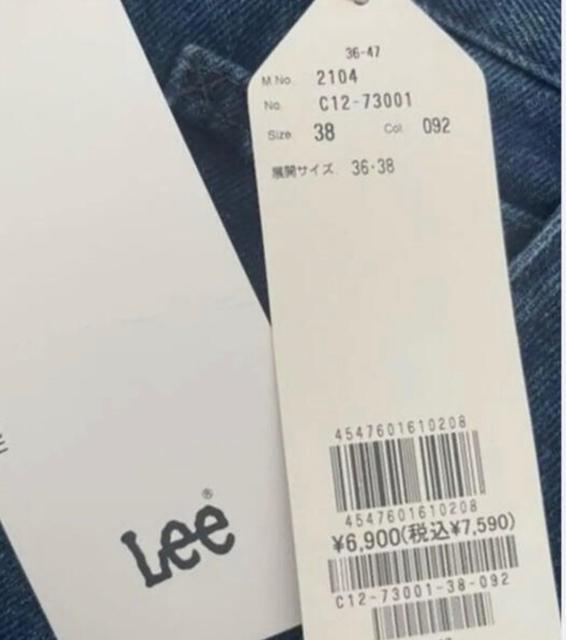 36-47
M.No. 2104
No. C12-73001
Size 38 Col. 092
展開サイズ 36・38
4547601610208
4547601610208
¥6,900(税込¥7,590)
C12-73001-38-092
Lee®